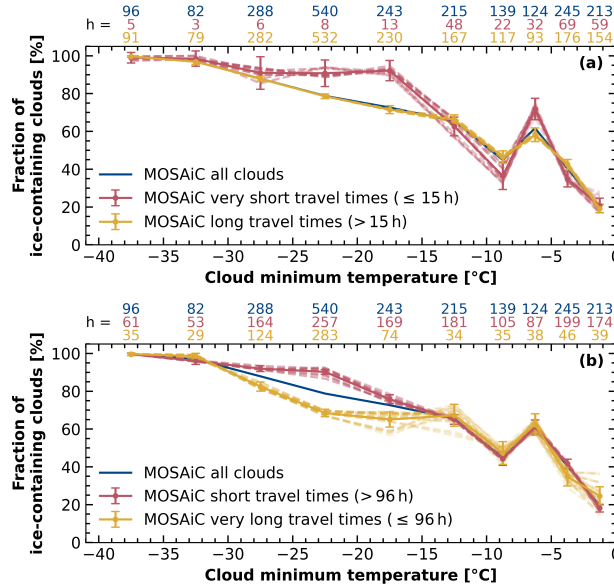 96 82 288 540 243 215 139 124 245 213
h = 5 3 6 8 13 48 22 32 69 59
91 79 282 532 230 167 117 93 176 154
100
80
60
40
20
0
(a)
Fraction of
ice-containing clouds [%]
MOSAiC all clouds
MOSAiC very short travel times (≤ 15 h)
MOSAiC long travel times (> 15 h)
−40 −35 −30 −25 −20 −15 −10 −5 0
Cloud minimum temperature [°C]
96 82 288 540 243 215 139 124 245 213
h = 61 53 164 257 169 181 105 87 199 174
35 29 124 283 74 34 35 38 46 39
100
80
60
40
20
0
(b)
Fraction of
ice-containing clouds [%]
MOSAiC all clouds
MOSAiC short travel times (> 96 h)
MOSAiC very long travel times (≤ 96 h)
−40 −35 −30 −25 −20 −15 −10 −5 0
Cloud minimum temperature [°C]